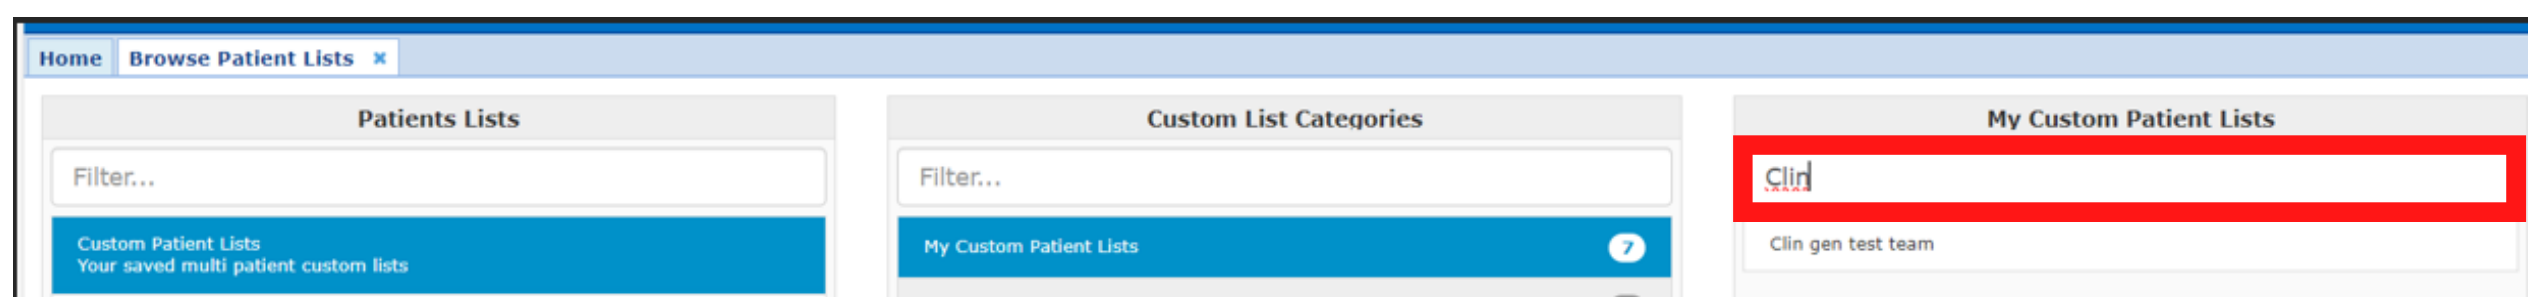 Home Browse Patient Lists
Patients Lists
Filter...
Custom Patient Lists
Your saved multi patient custom lists
Custom List Categories
Filter...
My Custom Patient Lists 7
My Custom Patient Lists
Clin
Clin gen test team